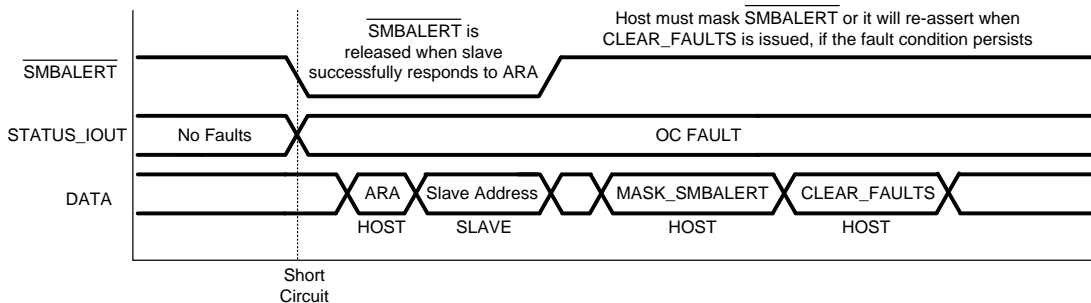 SMBALERT is
released when slave
successfully responds to ARA
Host must mask SMBALERT or it will re-assert when
CLEAR_FAULTS is issued, if the fault condition persists
SMBALERT
STATUS_IOUT
No Faults
OC FAULT
DATA
ARA
Slave Address
MASK_SMBALERT
CLEAR_FAULTS
HOST
SLAVE
HOST
HOST
Short
Circuit